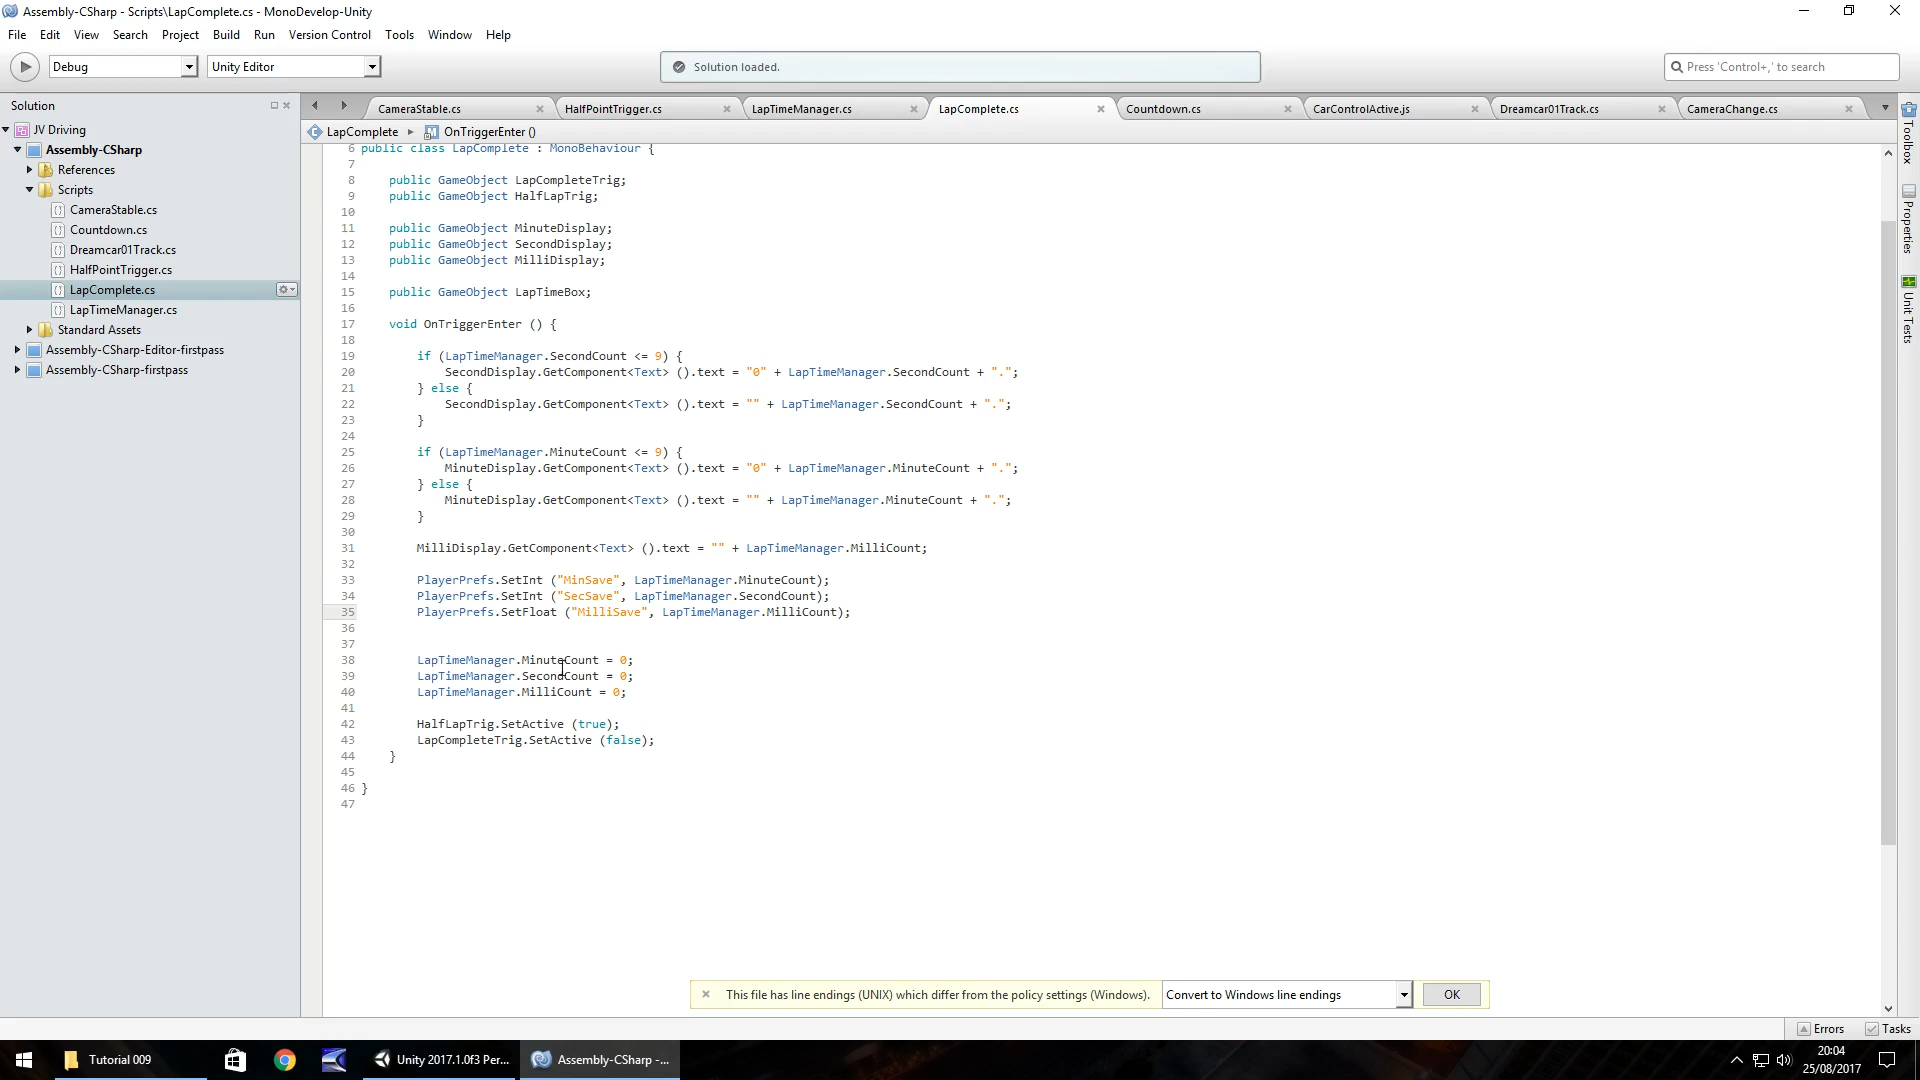 Assembly-CSharp - Scripts\LapComplete.cs - MonoDevelop-Unity
File Edit View Search Project Build Run Version Control Tools Window Help
Debug Unity Editor Solution loaded. Press 'Control+,' to search
Solution
CameraStable.cs HalfPointTrigger.cs LapTimeManager.cs LapComplete.cs Countdown.cs CarControlActive.js Dreamcar01Track.cs CameraChange.cs
LapComplete OnTriggerEnter ()
JV Driving
Assembly-CSharp
References
Scripts
CameraStable.cs
Countdown.cs
Dreamcar01Track.cs
HalfPointTrigger.cs
LapComplete.cs
LapTimeManager.cs
Standard Assets
Assembly-CSharp-Editor-firstpass
Assembly-CSharp-firstpass
6 public class LapComplete : MonoBehaviour {
7
8 public GameObject LapCompleteTrig;
9 public GameObject HalfLapTrig;
10
11 public GameObject MinuteDisplay;
12 public GameObject SecondDisplay;
13 public GameObject MilliDisplay;
14
15 public GameObject LapTimeBox;
16
17 void OnTriggerEnter () {
18
19 if (LapTimeManager.SecondCount <= 9) {
20 SecondDisplay.GetComponent<Text> ().text = "0" + LapTimeManager.SecondCount + ".";
21 } else {
22 SecondDisplay.GetComponent<Text> ().text = "" + LapTimeManager.SecondCount + ".";
23 }
24
25 if (LapTimeManager.MinuteCount <= 9) {
26 MinuteDisplay.GetComponent<Text> ().text = "0" + LapTimeManager.MinuteCount + ".";
27 } else {
28 MinuteDisplay.GetComponent<Text> ().text = "" + LapTimeManager.MinuteCount + ".";
29 }
30
31 MilliDisplay.GetComponent<Text> ().text = "" + LapTimeManager.MilliCount;
32
33 PlayerPrefs.SetInt ("MinSave", LapTimeManager.MinuteCount);
34 PlayerPrefs.SetInt ("SecSave", LapTimeManager.SecondCount);
35 PlayerPrefs.SetFloat ("MilliSave", LapTimeManager.MilliCount);
36
37
38 LapTimeManager.MinuteCount = 0;
39 LapTimeManager.SecondCount = 0;
40 LapTimeManager.MilliCount = 0;
41
42 HalfLapTrig.SetActive (true);
43 LapCompleteTrig.SetActive (false);
44 }
45
46 }
47
Toolbox
Properties
Unit Tests
This file has line endings (UNIX) which differ from the policy settings (Windows). Convert to Windows line endings OK
Errors Tasks
Tutorial 009 Unity 2017.1.0f3 Per... Assembly-CSharp -...
20:04
25/08/2017